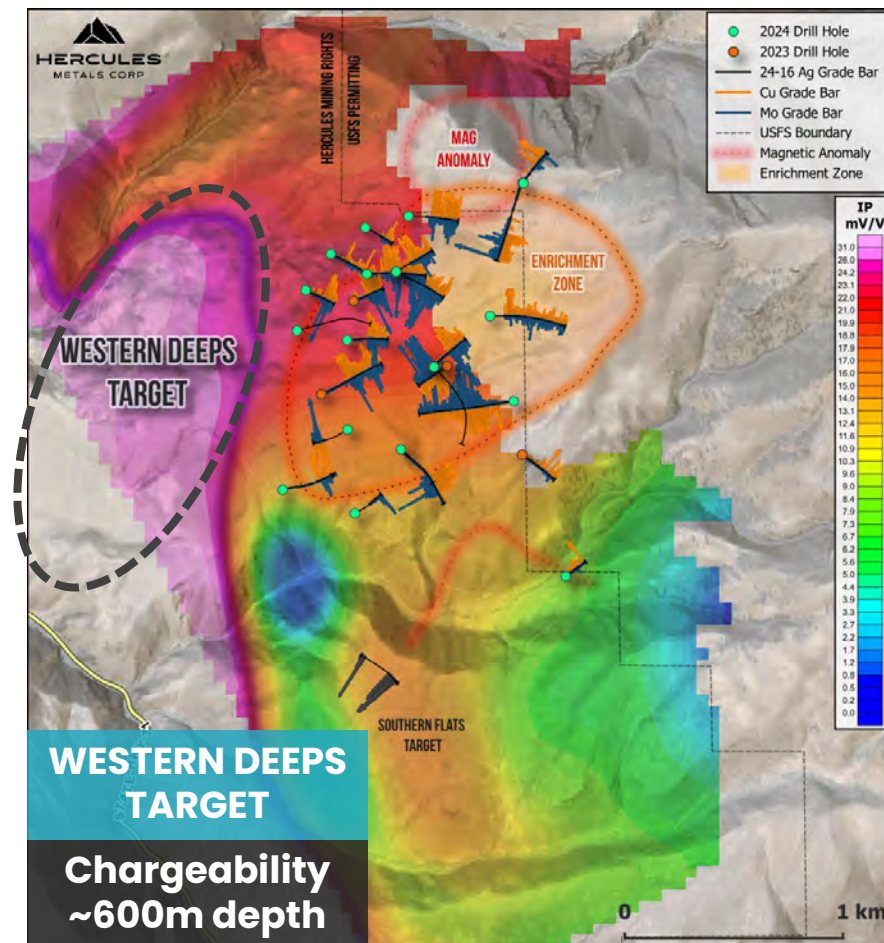 HERCULES
METALS CORP
HERCULES MINING RIGHTS
USFS PERMITTING
MAG
ANOMALY
2024 Drill Hole
2023 Drill Hole
24-16 Ag Grade Bar
Cu Grade Bar
Mo Grade Bar
USFS Boundary
Magnetic Anomaly
Enrichment Zone
IP
mV/V
31.0
26.0
24.2
23.1
22.0
21.0
19.9
18.8
17.9
17.0
16.0
15.0
14.0
13.1
12.4
11.6
10.9
10.3
9.6
9.0
8.4
7.9
7.3
6.7
6.2
5.6
5.0
4.4
3.9
3.3
2.7
2.2
1.7
1.2
0.8
0.5
0.2
0.0
ENRICHMENT
ZONE
WESTERN DEEPS
TARGET
SOUTHERN FLATS
TARGET
WESTERN DEEPS
TARGET
Chargeability
~600m depth
0 1 km